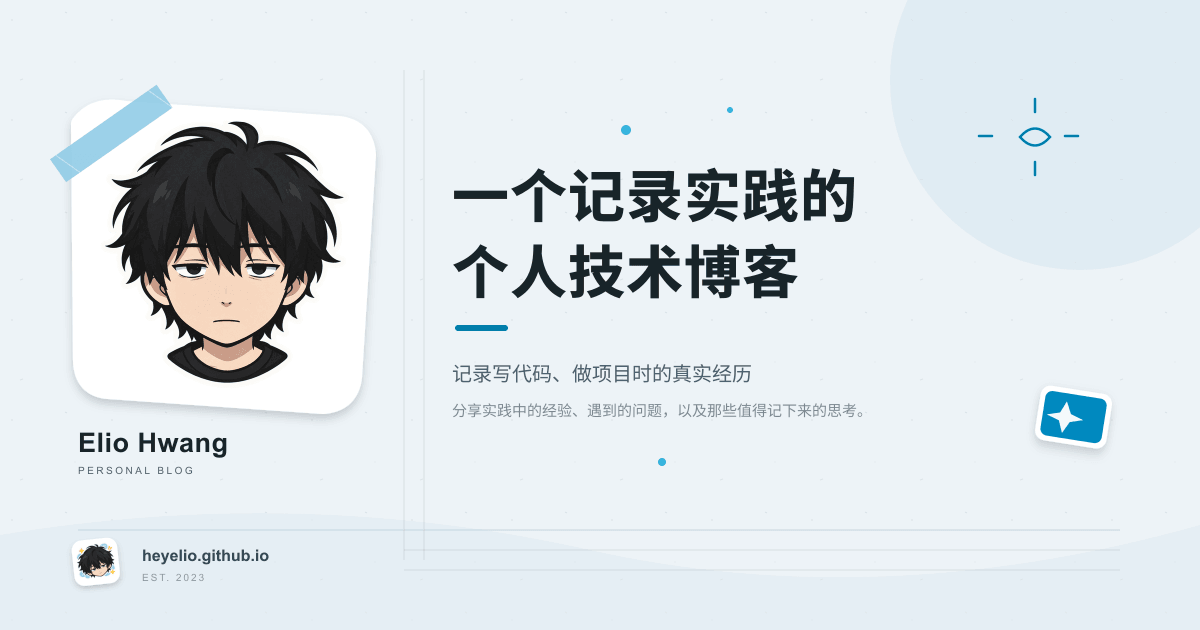 一个记录实践的
个人技术博客
记录写代码、做项目时的真实经历
分享实践中的经验、遇到的问题，以及那些值得记下来的思考。
Elio Hwang
PERSONAL BLOG
heyelio.github.io
EST. 2023